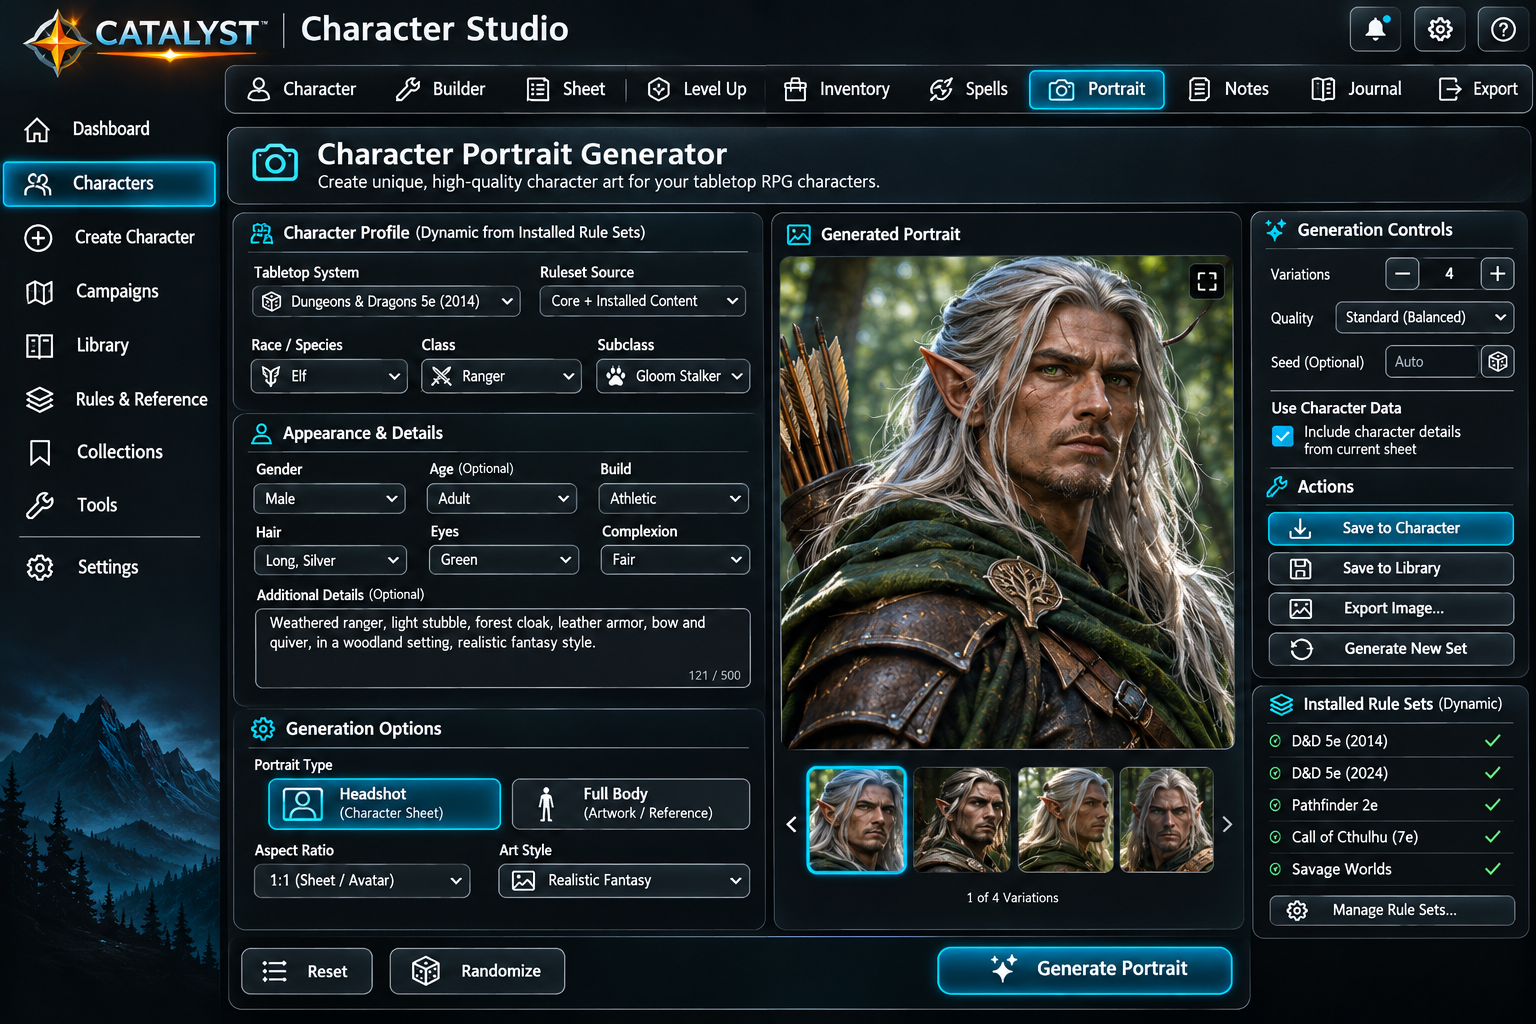 CATALYST™
Character Studio
Character
Builder
Sheet
Level Up
Inventory
Spells
Portrait
Notes
Journal
Export
Dashboard
Characters
Create Character
Campaigns
Library
Rules & Reference
Collections
Tools
Settings
Character Portrait Generator
Create unique, high-quality character art for your tabletop RPG characters.
Character Profile (Dynamic from Installed Rule Sets)
Tabletop System
Ruleset Source
Dungeons & Dragons 5e (2014)
Core + Installed Content
Race / Species
Class
Subclass
Elf
Ranger
Gloom Stalker
Appearance & Details
Gender
Age (Optional)
Build
Male
Adult
Athletic
Hair
Eyes
Complexion
Long, Silver
Green
Fair
Additional Details (Optional)
Weathered ranger, light stubble, forest cloak, leather armor, bow and
quiver, in a woodland setting, realistic fantasy style.
121 / 500
Generation Options
Portrait Type
Headshot
(Character Sheet)
Full Body
(Artwork / Reference)
Aspect Ratio
Art Style
1:1 (Sheet / Avatar)
Realistic Fantasy
Reset
Randomize
Generated Portrait
1 of 4 Variations
Generate Portrait
Generation Controls
Variations
4
Quality
Standard (Balanced)
Seed (Optional)
Auto
Use Character Data
Include character details
from current sheet
Actions
Save to Character
Save to Library
Export Image...
Generate New Set
Installed Rule Sets (Dynamic)
D&D 5e (2014)
D&D 5e (2024)
Pathfinder 2e
Call of Cthulhu (7e)
Savage Worlds
Manage Rule Sets...